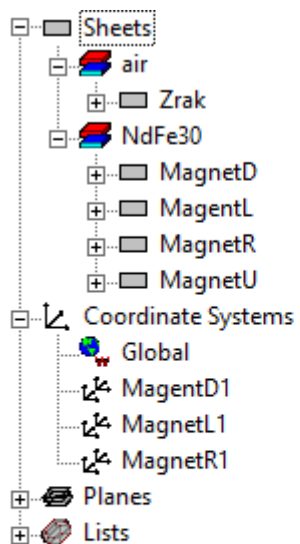 Sheets
air
Zrak
NdFe30
MagnetD
MagentL
MagnetR
MagnetU
Coordinate Systems
Global
MagentD1
MagnetL1
MagnetR1
Planes
Lists